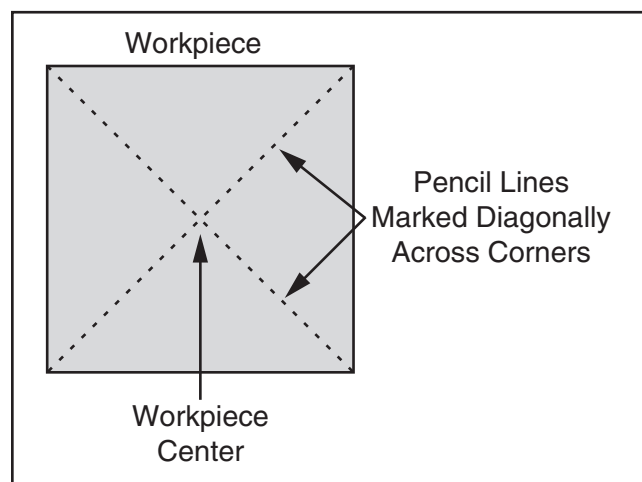 Workpiece
Pencil Lines
Marked Diagonally
Across Corners
Workpiece
Center